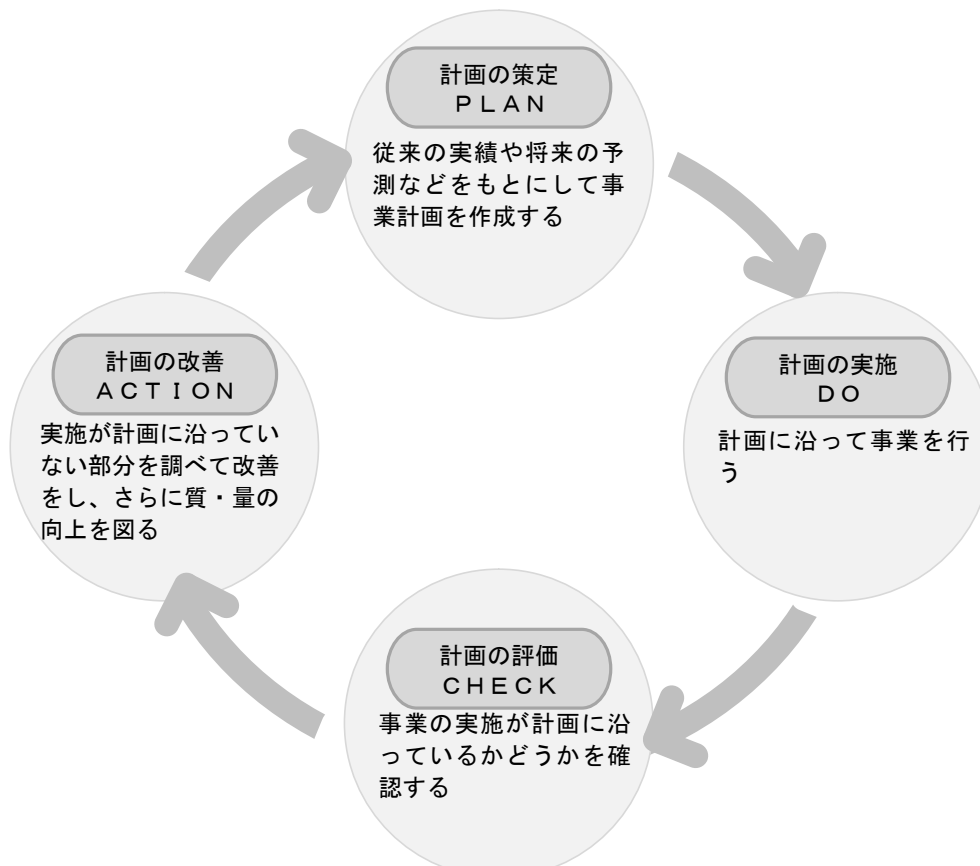 計画の策定
ＰＬＡＮ
従来の実績や将来の予
測などをもとにして事
業計画を作成する
計画の実施
ＤＯ
計画に沿って事業を行
う
計画の評価
ＣＨＥＣＫ
事業の実施が計画に沿
っているかどうかを確
認する
計画の改善
ＡＣＴＩＯＮ
実施が計画に沿ってい
ない部分を調べて改善
をし、さらに質・量の
向上を図る